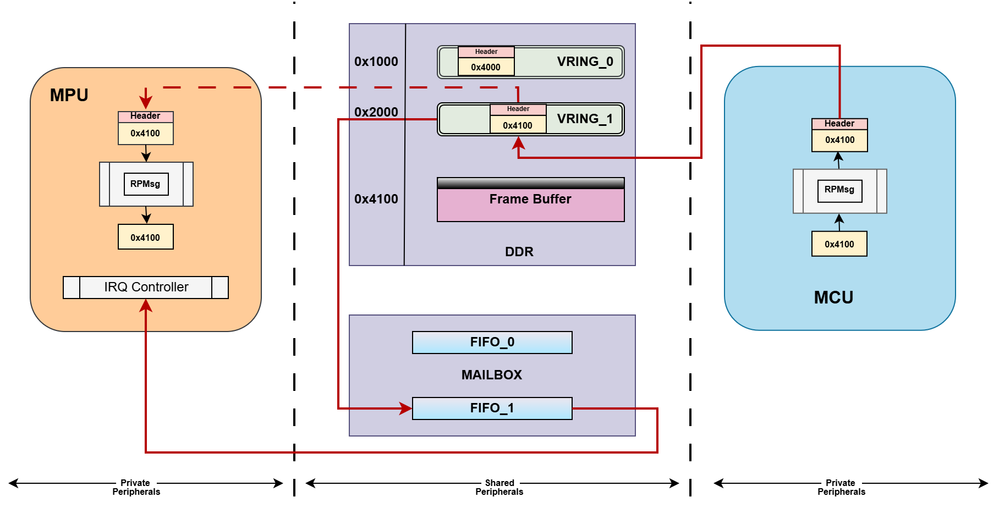 MPU
Header
0x4100
RPMsg
0x4100
IRQ Controller
0x1000
Header
0x4000
VRING_0
0x2000
Header
0x4100
VRING_1
0x4100
Frame Buffer
DDR
FIFO_0
MAILBOX
FIFO_1
Header
0x4100
RPMsg
0x4100
MCU
Private
Peripherals
Shared
Peripherals
Private
Peripherals